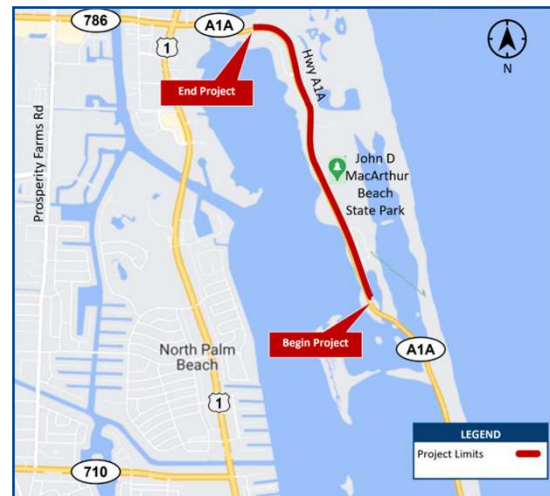 786
A1A
1
End Project
Hwy A1A
N
Prosperity Farms Rd
John D
MacArthur
Beach
State Park
Begin Project
North Palm
Beach
A1A
1
LEGEND
Project Limits
710